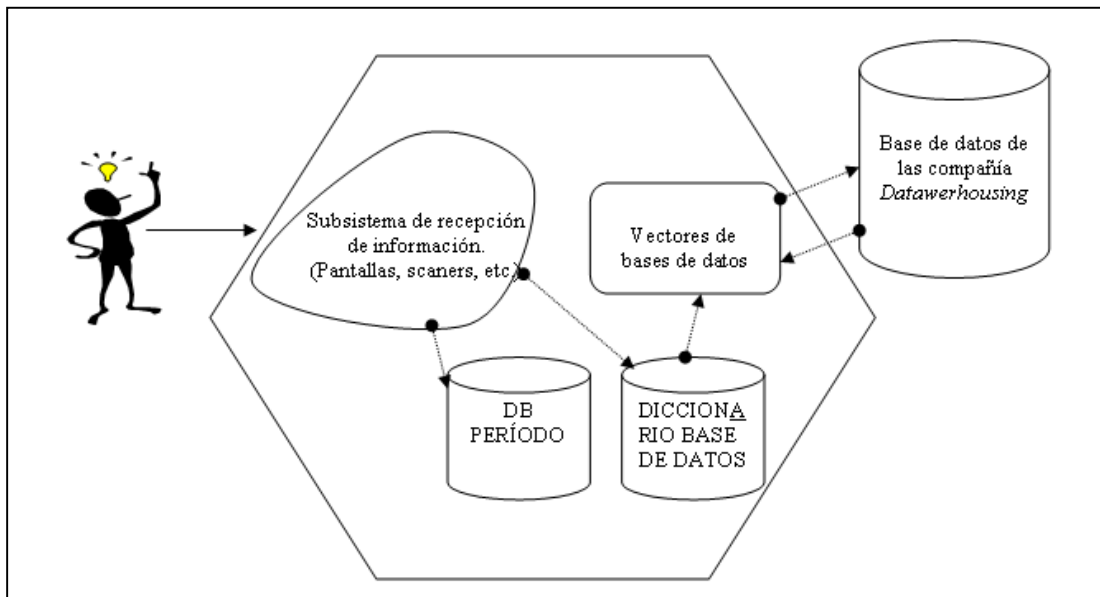 Subsistema de recepción
de información.
(Pantallas, scaners, etc.)
Vectores de
bases de datos
Base de datos de
las compañía
Datawerhousing
DB
PERÍODO
DICCIONA
RIO BASE
DE DATOS